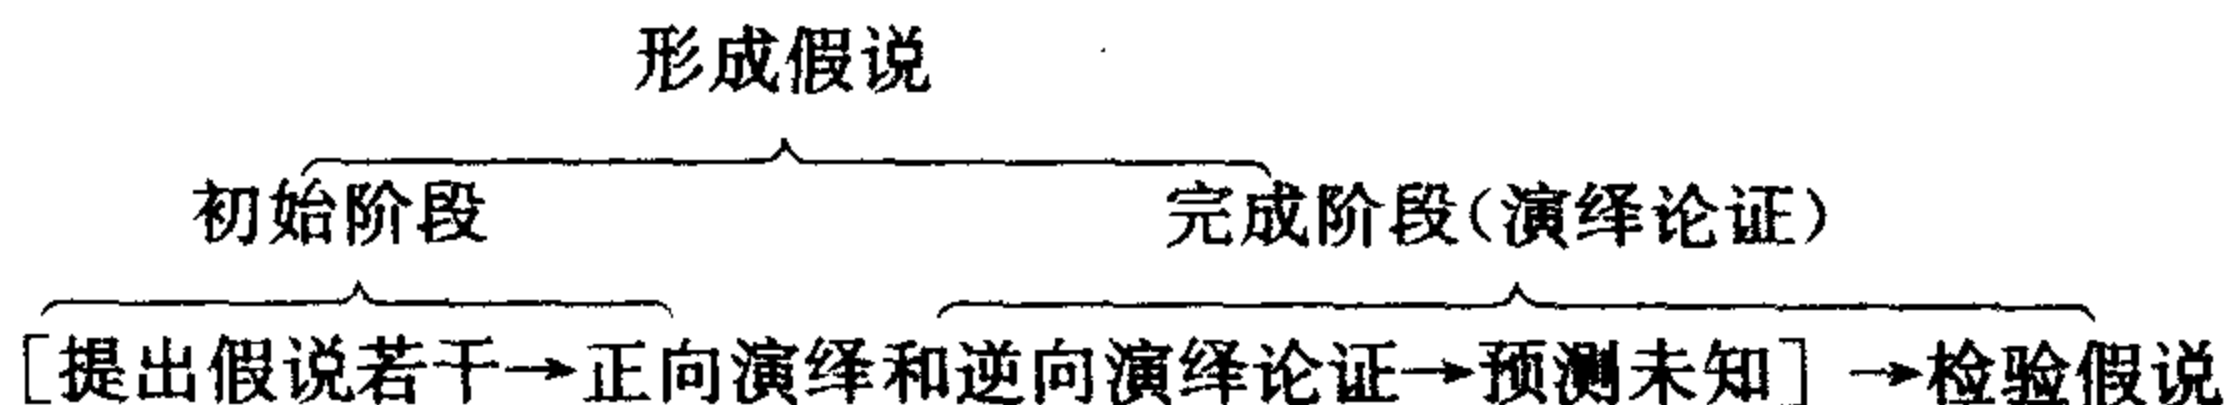 形成假说
初始阶段 完成阶段(演绎论证)
[提出假说若干→正向演绎和逆向演绎论证→预测未知]→检验假说